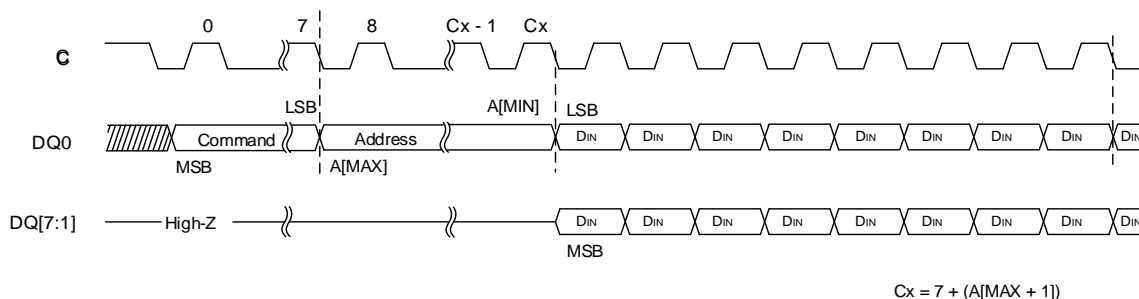 0 7 8 Cx - 1 Cx
C
LSB A[MIN] LSB
DQ0 Command Address DIN DIN DIN DIN DIN DIN DIN DIN DIN
MSB A[MAX]
DQ[7:1] High-Z DIN DIN DIN DIN DIN DIN DIN DIN DIN
MSB
Cx = 7 + (A[MAX + 1])